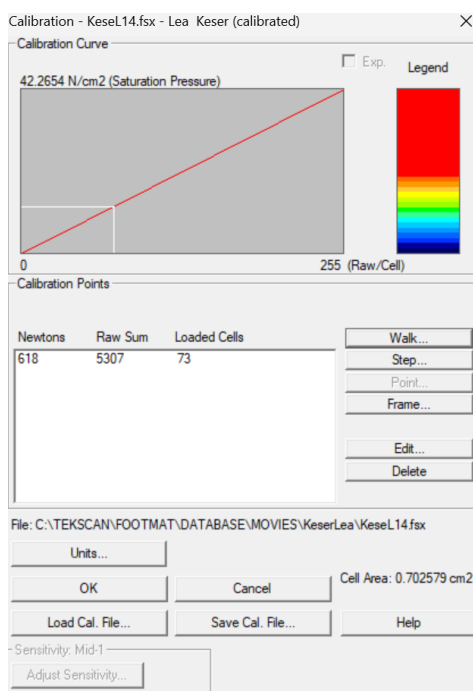 Calibration - KeseL14.fsx - Lea Keser (calibrated)
Calibration Curve
Exp.
Legend
42.2654 N/cm2 (Saturation Pressure)
0
255 (Raw/Cell)
Calibration Points
Newtons Raw Sum Loaded Cells
618 5307 73
Walk...
Step...
Point...
Frame...
Edit...
Delete
File: C:\TEKSCAN\FOOTMAT\DATABASE\MOVIES\KeserLea\KeseL14.fsx
Units...
OK
Cancel
Cell Area: 0.702579 cm2
Load Cal. File...
Save Cal. File...
Help
Sensitivity: Mid-1
Adjust Sensitivity...